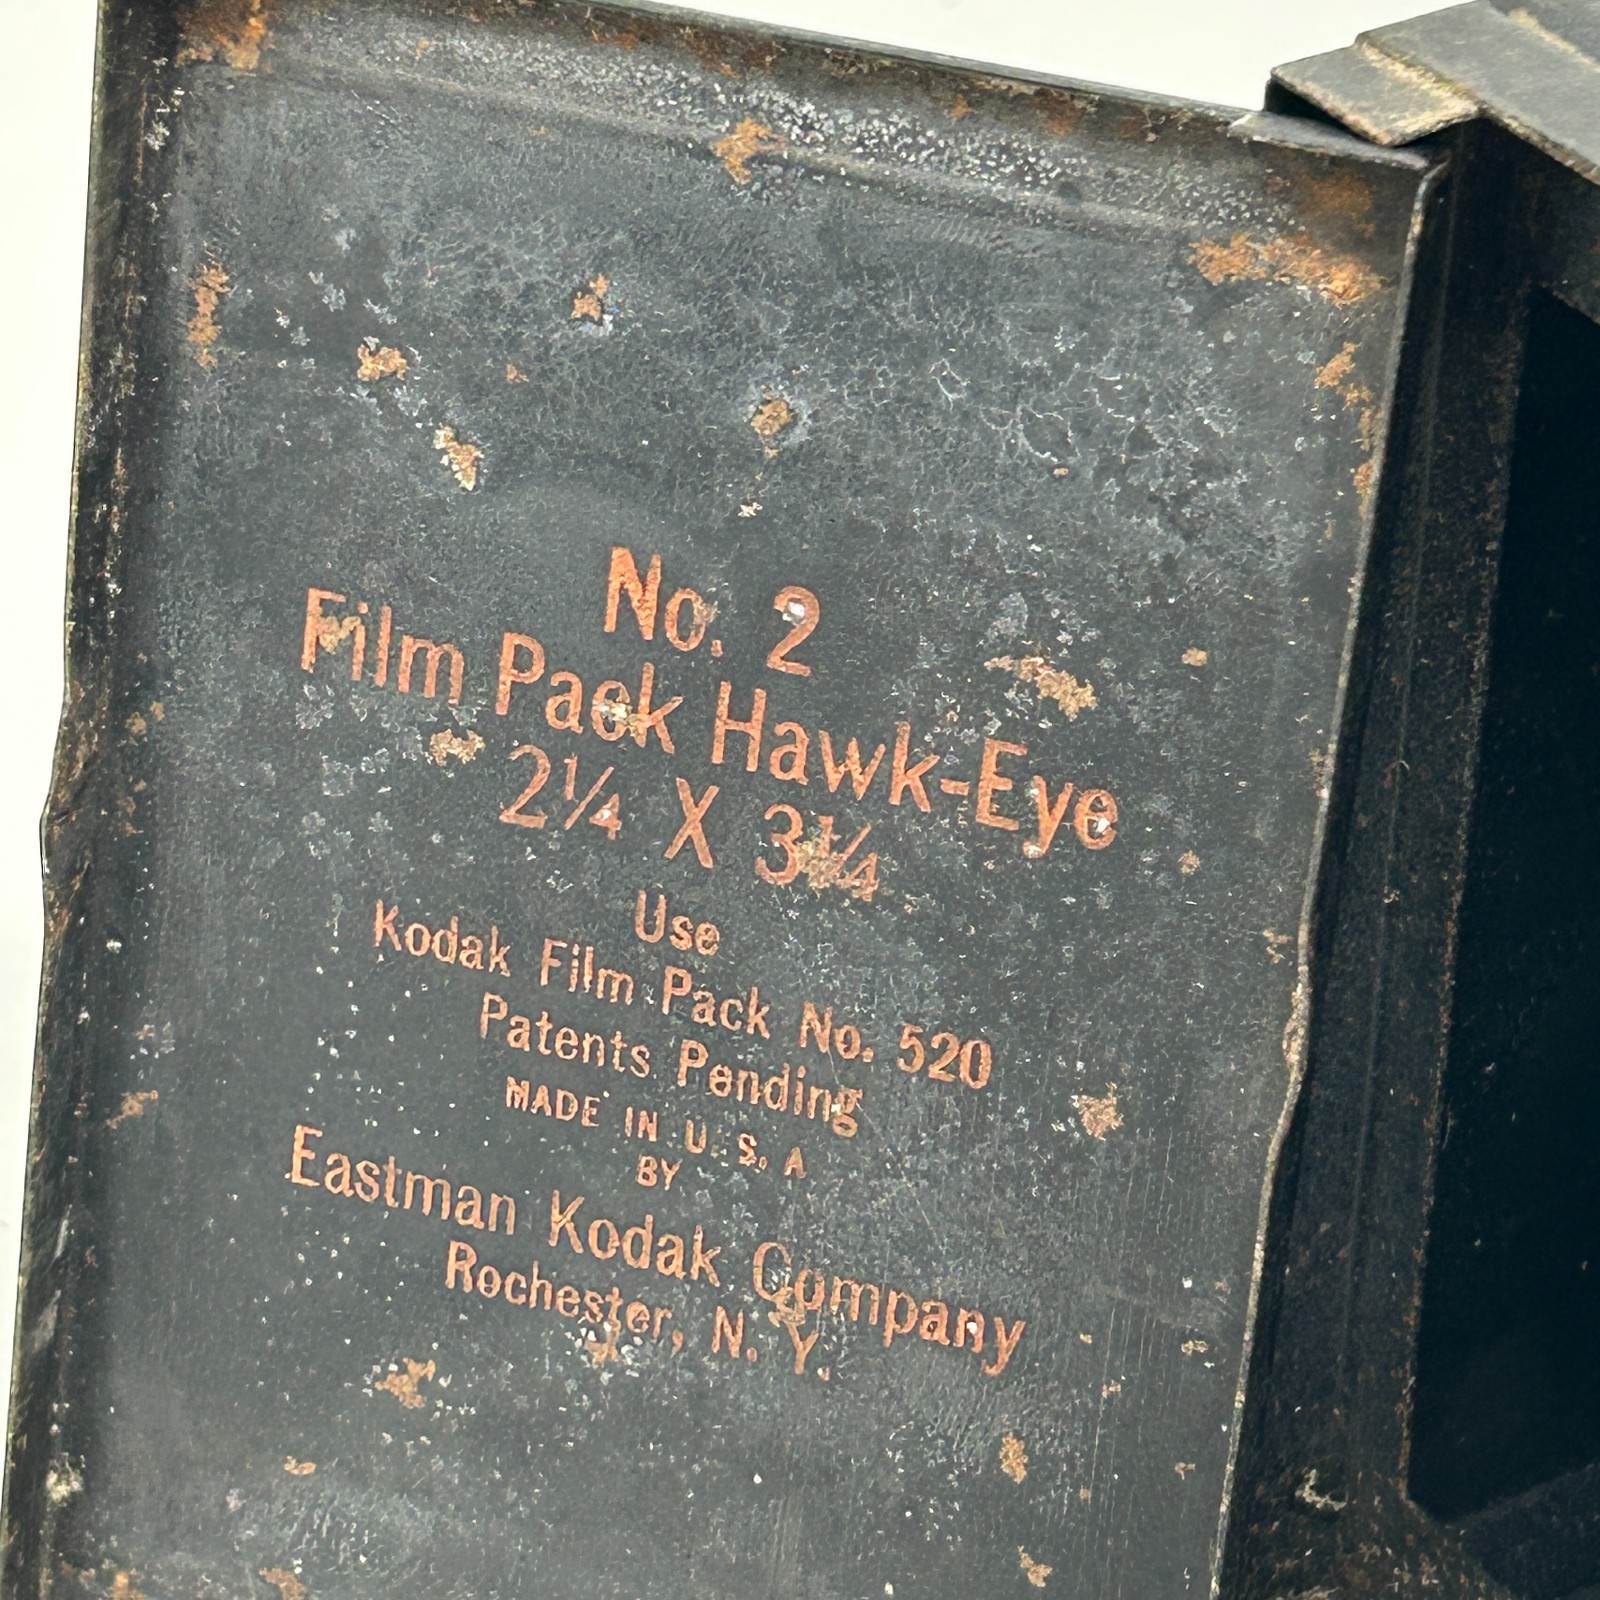 No. 2
Film Pack Hawk-Eye
2¼ X 3¼
Use
Kodak Film Pack No. 520
Patents Pending
MADE IN U. S. A
BY
Eastman Kodak Company
Rochester, N. Y.